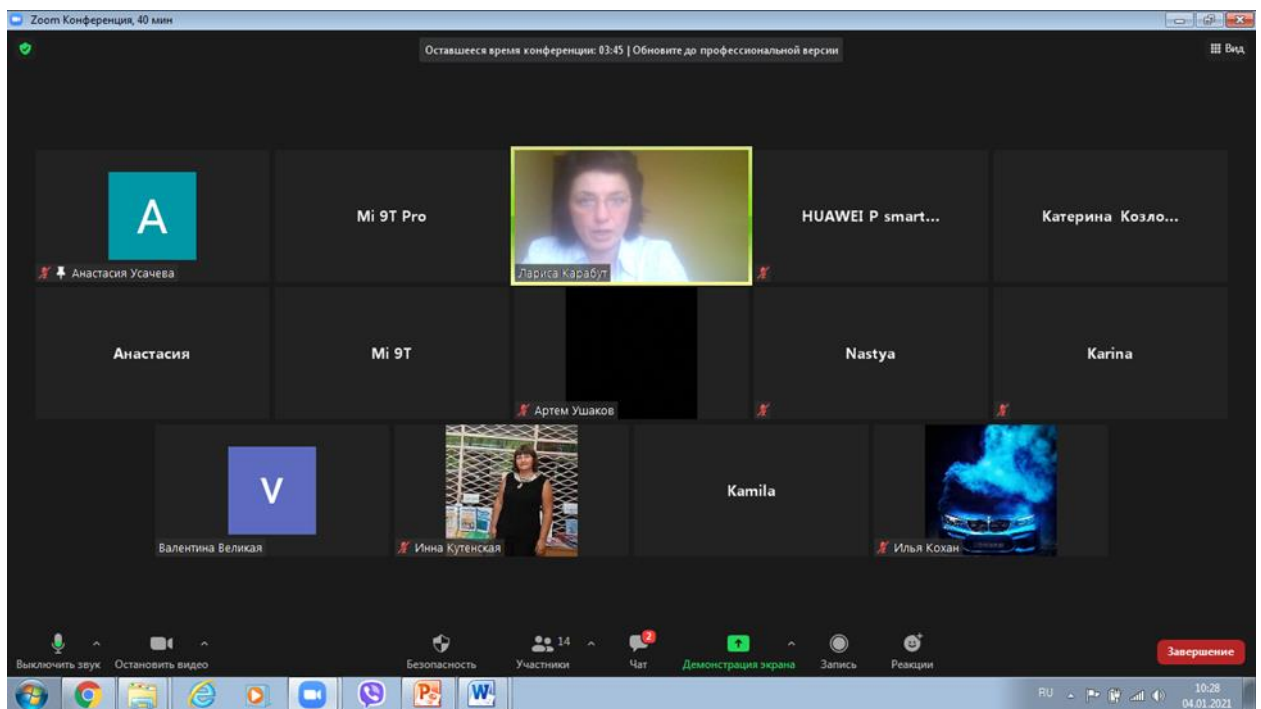 Zoom Конференция, 40 мин
Оставшееся время конференции: 03:45 | Обновите до профессиональной версии
Вид
A
Анастасия Усачева
Mi 9T Pro
Лариса Карабут
HUAWEI P smart...
Катерина Козло...
Анастасия
Mi 9T
Артем Ушаков
Nastya
Karina
V
Валентина Великая
Инна Кутенская
Kamila
Илья Кохан
Выключить звук
Остановить видео
Безопасность
14
Участники
2
Чат
Демонстрация экрана
Запись
Реакции
Завершение
RU
10:28
04.01.2021